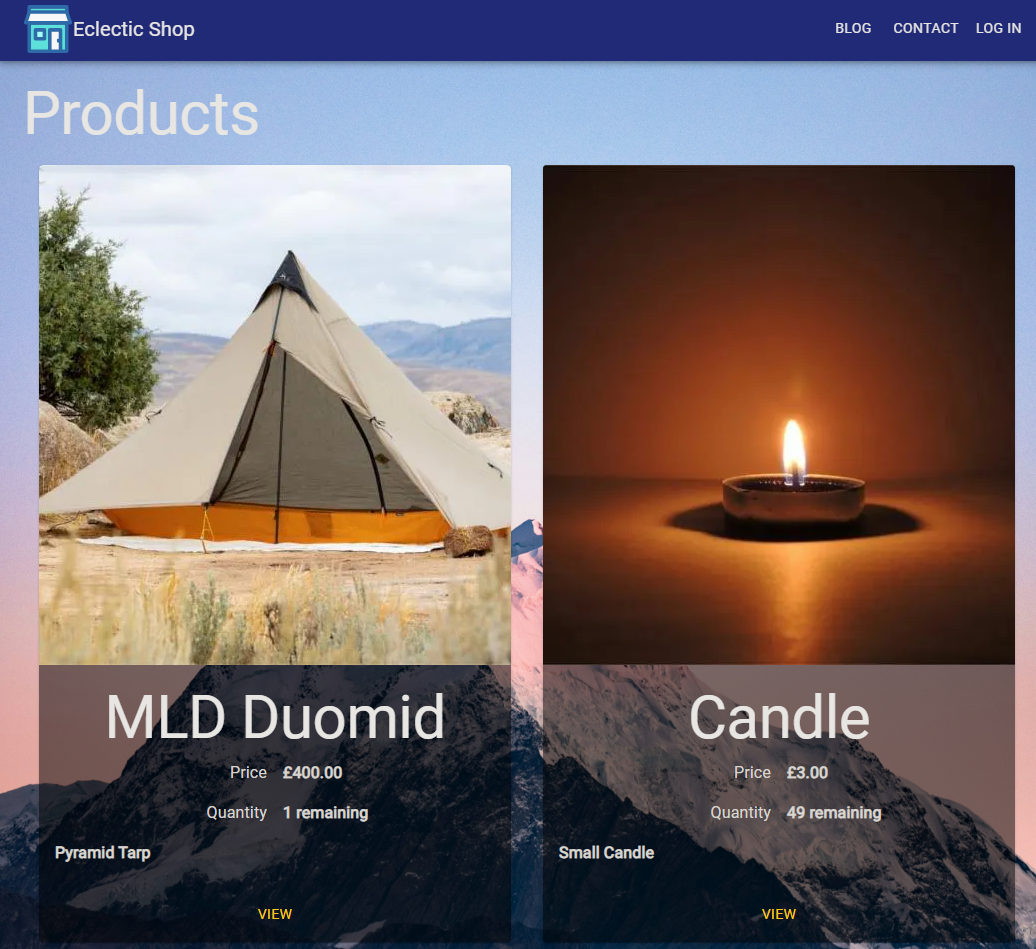 Eclectic Shop BLOG CONTACT LOG IN
Products
MLD Duomid
Price £400.00
Quantity 1 remaining
Pyramid Tarp
VIEW
Candle
Price £3.00
Quantity 49 remaining
Small Candle
VIEW